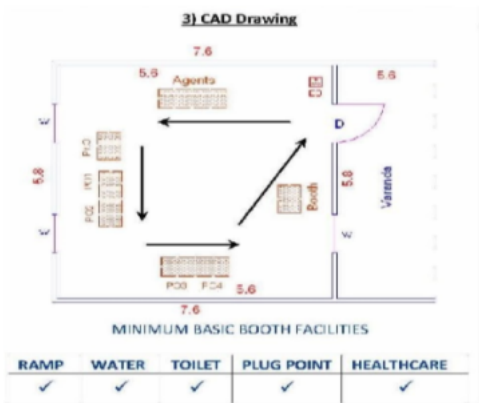 3) CAD Drawing
7.6
5.6
Agents
5.6
D
W
Pr.O
PO1
PO2
5.8
W
Booth
5.8
Varanda
W
PO3 PO4
5.6
7.6
MINIMUM BASIC BOOTH FACILITIES
RAMP WATER TOILET PLUG POINT HEALTHCARE
✓ ✓ ✓ ✓ ✓